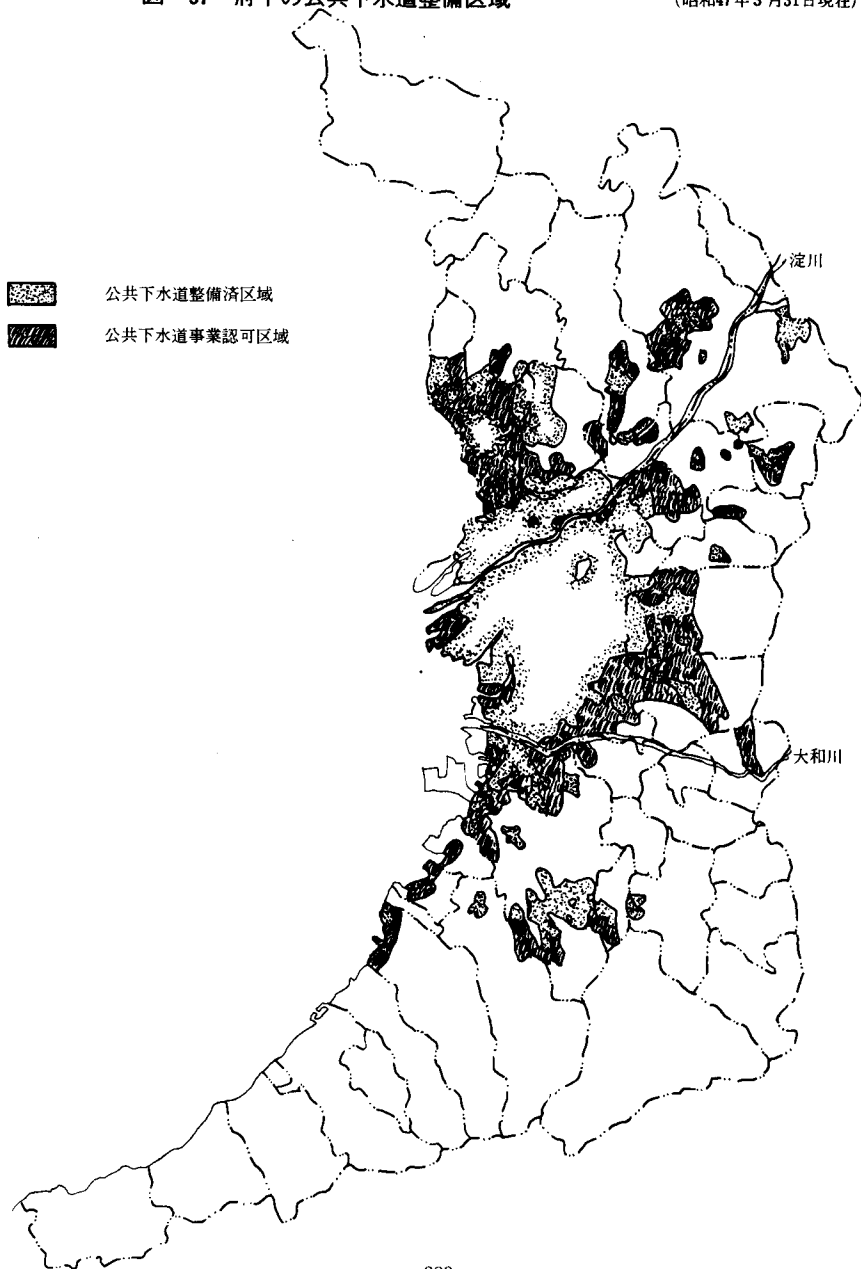 図 37 府下の公共下水道整備区域
(昭和47年3月31日現在)
淀川
公共下水道整備済区域
公共下水道事業認可区域
大和川